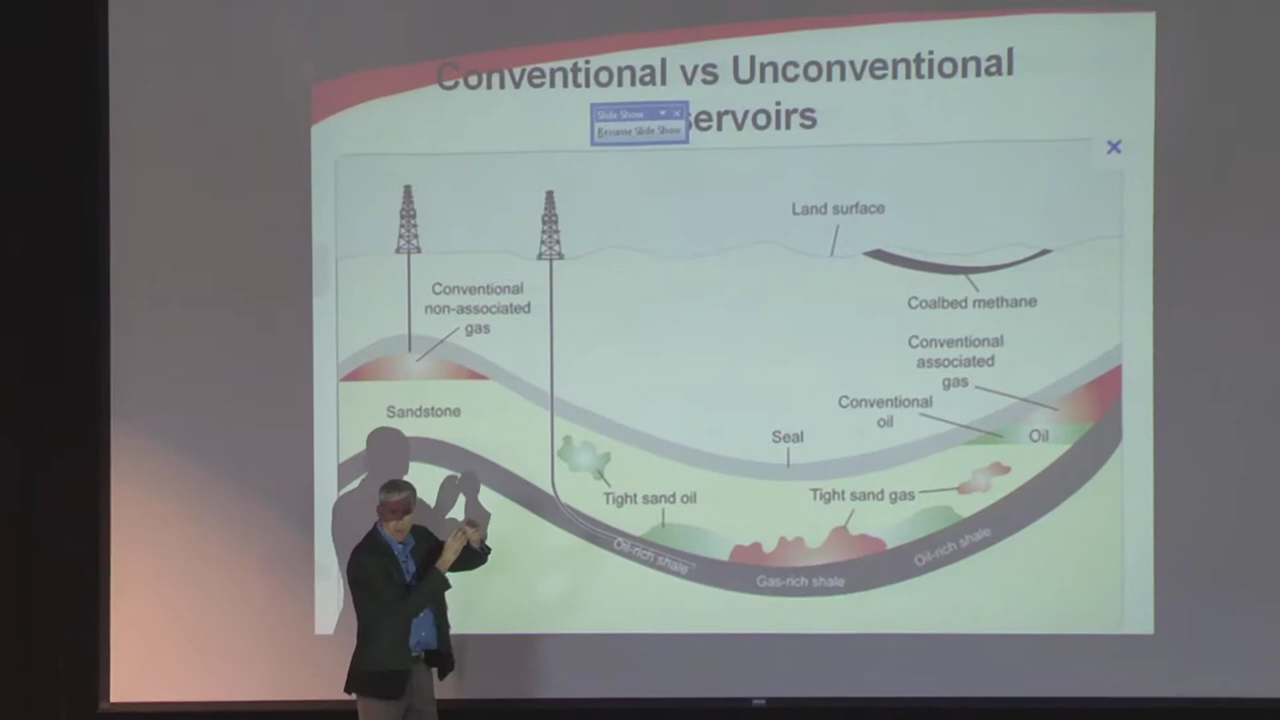 Conventional vs Unconventional
servoirs
Slide Show
Resume Slide Show
Land surface
Conventional
non-associated
gas
Coalbed methane
Conventional
associated
gas
Conventional
oil
Sandstone
Seal
Oil
Tight sand oil
Tight sand gas
Oil-rich shale
Gas-rich shale
Oil-rich shale